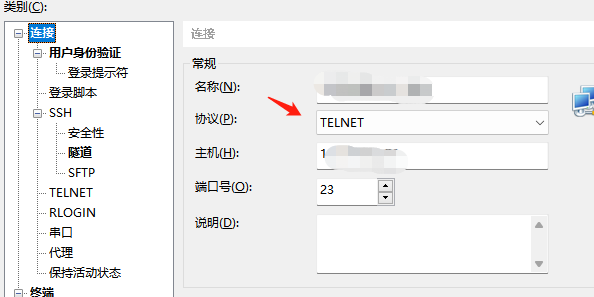 类别(C):
连接
用户身份验证
登录提示符
登录脚本
SSH
安全性
隧道
SFTP
TELNET
RLOGIN
串口
代理
保持活动状态
终端
连接
常规
名称(N):
协议(P):
TELNET
主机(H):
端口号(O):
23
说明(D):